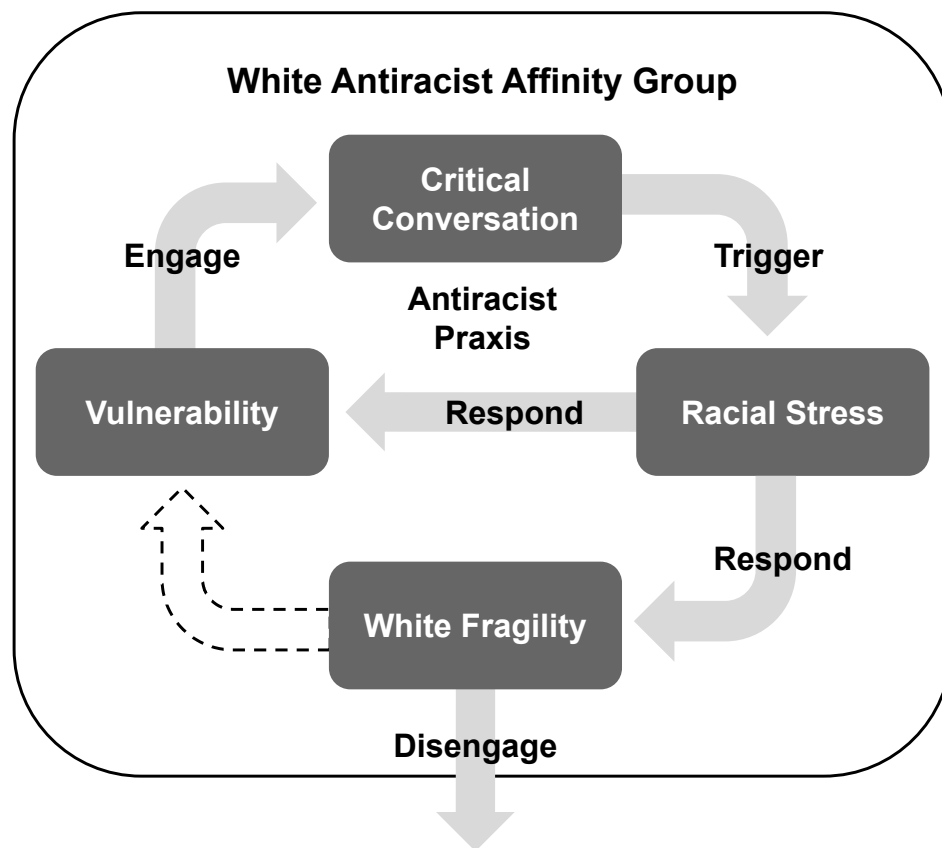 White Antiracist Affinity Group
Critical
Conversation
Engage
Trigger
Antiracist
Praxis
Vulnerability
Respond
Racial Stress
Respond
White Fragility
Disengage